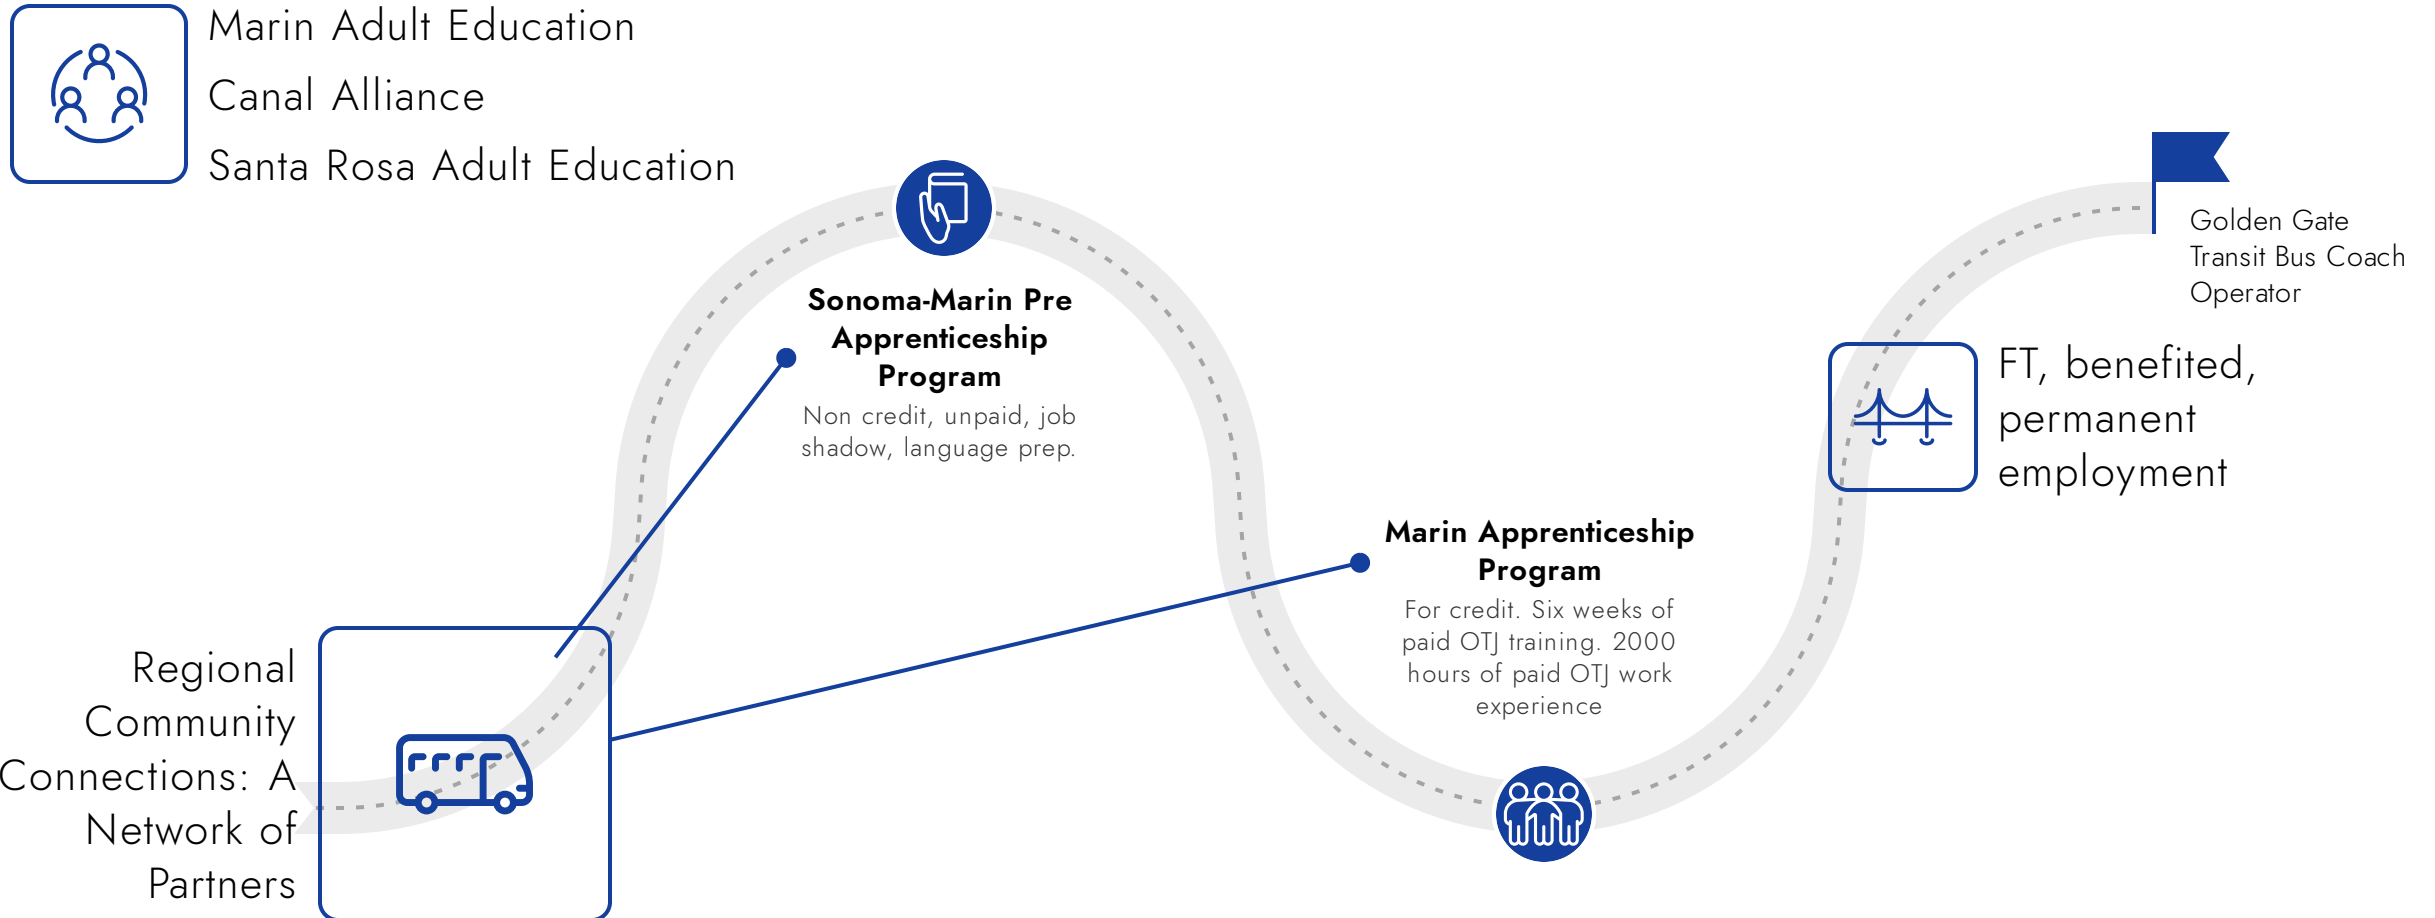 Marin Adult Education
Canal Alliance
Santa Rosa Adult Education
Sonoma-Marin Pre
Apprenticeship
Program
Non credit, unpaid, job
shadow, language prep.
Golden Gate
Transit Bus Coach
Operator
FT, benefited,
permanent
employment
Marin Apprenticeship
Program
For credit. Six weeks of
paid OTJ training. 2000
hours of paid OTJ work
experience
Regional
Community
Connections: A
Network of
Partners